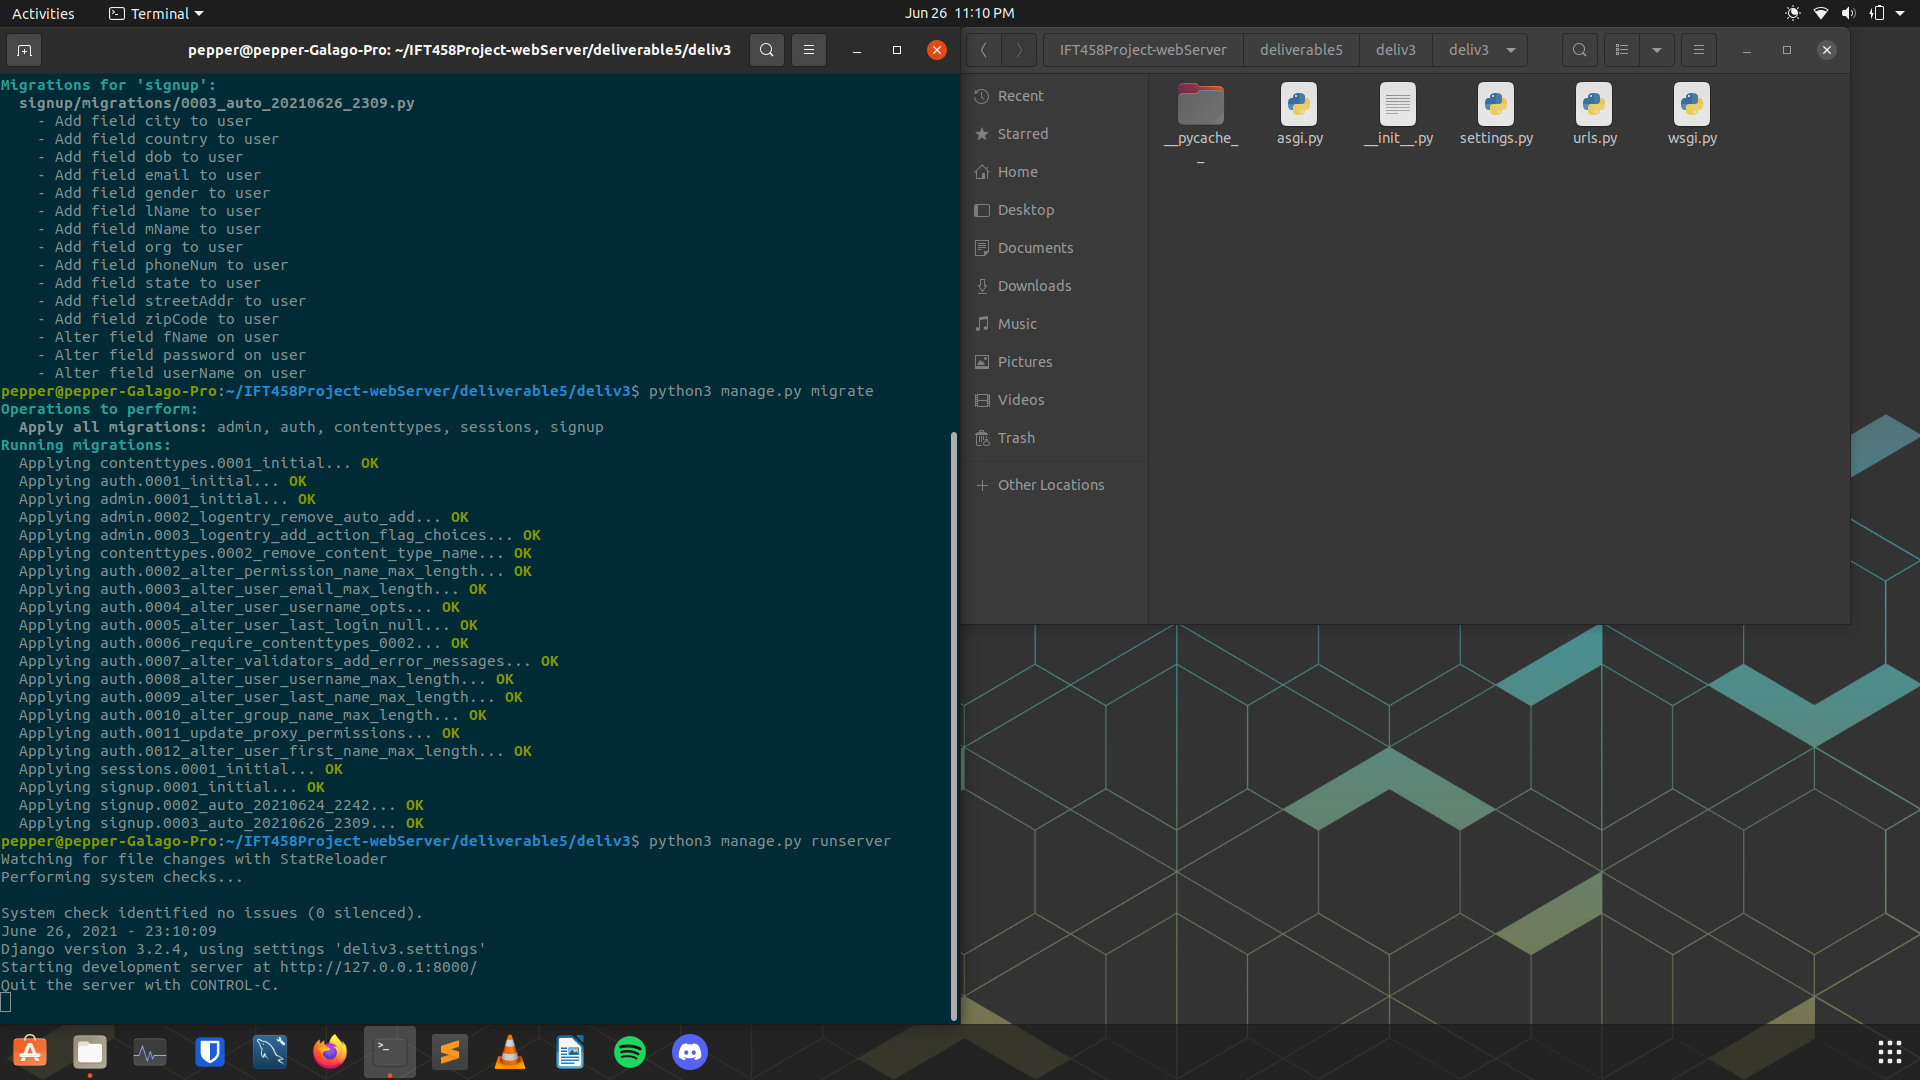 Activities
Terminal
Jun 26 11:10 PM
pepper@pepper-Galago-Pro: ~/IFT458Project-webServer/deliverable5/deliv3
Migrations for 'signup':
  signup/migrations/0003_auto_20210626_2309.py
    - Add field city to user
    - Add field country to user
    - Add field dob to user
    - Add field email to user
    - Add field gender to user
    - Add field lName to user
    - Add field mName to user
    - Add field org to user
    - Add field phoneNum to user
    - Add field state to user
    - Add field streetAddr to user
    - Add field zipCode to user
    - Alter field fName on user
    - Alter field password on user
    - Alter field userName on user
pepper@pepper-Galago-Pro:~/IFT458Project-webServer/deliverable5/deliv3$ python3 manage.py migrate
Operations to perform:
  Apply all migrations: admin, auth, contenttypes, sessions, signup
Running migrations:
  Applying contenttypes.0001_initial... OK
  Applying auth.0001_initial... OK
  Applying admin.0001_initial... OK
  Applying admin.0002_logentry_remove_auto_add... OK
  Applying admin.0003_logentry_add_action_flag_choices... OK
  Applying contenttypes.0002_remove_content_type_name... OK
  Applying auth.0002_alter_permission_name_max_length... OK
  Applying auth.0003_alter_user_email_max_length... OK
  Applying auth.0004_alter_user_username_opts... OK
  Applying auth.0005_alter_user_last_login_null... OK
  Applying auth.0006_require_contenttypes_0002... OK
  Applying auth.0007_alter_validators_add_error_messages... OK
  Applying auth.0008_alter_user_username_max_length... OK
  Applying auth.0009_alter_user_last_name_max_length... OK
  Applying auth.0010_alter_group_name_max_length... OK
  Applying auth.0011_update_proxy_permissions... OK
  Applying auth.0012_alter_user_first_name_max_length... OK
  Applying sessions.0001_initial... OK
  Applying signup.0001_initial... OK
  Applying signup.0002_auto_20210624_2242... OK
  Applying signup.0003_auto_20210626_2309... OK
pepper@pepper-Galago-Pro:~/IFT458Project-webServer/deliverable5/deliv3$ python3 manage.py runserver
Watching for file changes with StatReloader
Performing system checks...
System check identified no issues (0 silenced).
June 26, 2021 - 23:10:09
Django version 3.2.4, using settings 'deliv3.settings'
Starting development server at http://127.0.0.1:8000/
Quit the server with CONTROL-C.
IFT458Project-webServer
deliverable5
deliv3
deliv3
Recent
Starred
Home
Desktop
Documents
Downloads
Music
Pictures
Videos
Trash
Other Locations
__pycache_
_
asgi.py
__init__.py
settings.py
urls.py
wsgi.py